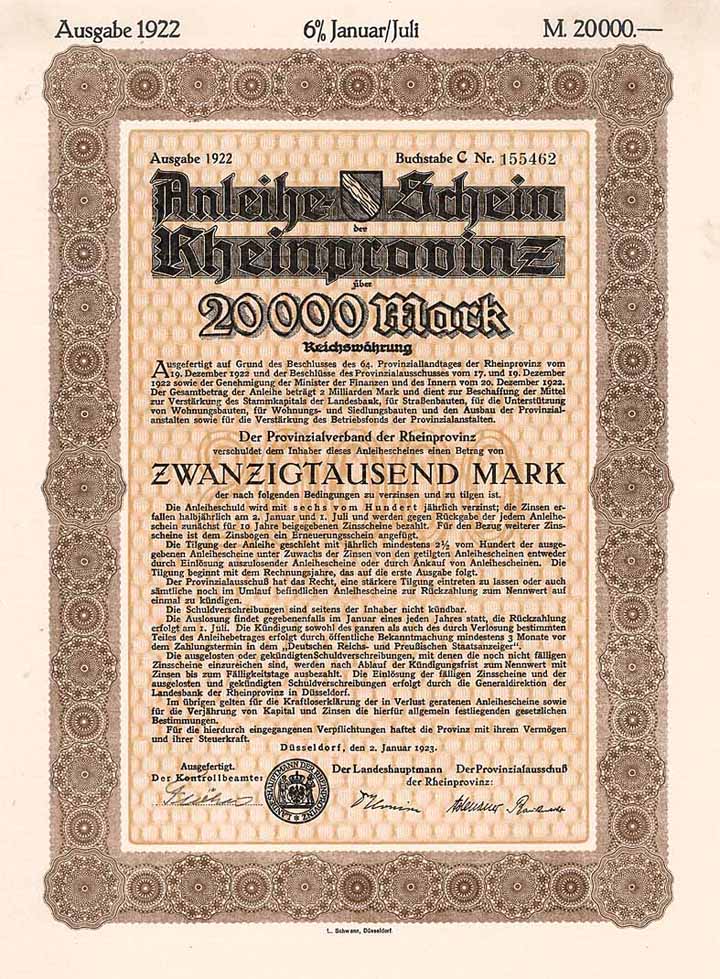 Ausgabe 1922 6% Januar/Juli M. 20000.—
Ausgabe 1922 Buchstabe C Nr. 155462
Anleihe-Schein
der
Rheinprovinz
über
20000 Mark
Reichswährung
Ausgefertigt auf Grund des Beschlusses des 64. Provinziallandtages der Rheinprovinz vom
19. Dezember 1922 und der Beschlüsse des Provinzialausschusses vom 17. und 19. Dezember
1922 sowie der Genehmigung der Minister der Finanzen und des Innern vom 20. Dezember 1922.
Der Gesamtbetrag der Anleihe beträgt 2 Milliarden Mark und dient zur Beschaffung der Mittel
zur Verstärkung des Stammkapitals der Landesbank, für Straßenbauten, für die Unterstützung
von Wohnungsbauten, für Wohnungs- und Siedlungsbauten und den Ausbau der Provinzial-
anstalten sowie für die Verstärkung des Betriebsfonds der Provinzialanstalten.
Der Provinzialverband der Rheinprovinz
verschuldet dem Inhaber dieses Anleihescheines einen Betrag von
ZWANZIGTAUSEND MARK
der nach folgenden Bedingungen zu verzinsen und zu tilgen ist.
Die Anleiheschuld wird mit sechs vom Hundert jährlich verzinst; die Zinsen er-
fallen halbjährlich am 2. Januar und 1. Juli und werden gegen Rückgabe der jedem Anleihe-
schein zunächst für 10 Jahre beigegebenen Zinsscheine bezahlt. Für den Bezug weiterer Zins-
scheine ist dem Zinsbogen ein Erneuerungsschein angefügt.
Die Tilgung der Anleihe geschieht mit jährlich mindestens 2½ vom Hundert der ausge-
gebenen Anleihescheine unter Zuwachs der Zinsen von den getilgten Anleihescheinen entweder
durch Einlösung auszulosender Anleihescheine oder durch Ankauf von Anleihescheinen. Die
Tilgung beginnt mit dem Rechnungsjahre, das auf die erste Ausgabe folgt.
Der Provinzialausschuß hat das Recht, eine stärkere Tilgung eintreten zu lassen oder auch
sämtliche noch im Umlauf befindlichen Anleihescheine zur Rückzahlung zum Nennwert auf
einmal zu kündigen.
Die Schuldverschreibungen sind seitens der Inhaber nicht kündbar.
Die Auslosung findet gegebenenfalls im Januar eines jeden Jahres statt, die Rückzahlung
erfolgt am 1. Juli. Die Kündigung sowohl des ganzen als auch des durch Verlosung bestimmten
Teiles des Anleihebetrages erfolgt durch öffentliche Bekanntmachung mindestens 3 Monate vor
dem Zahlungstermin in dem „Deutschen Reichs- und Preußischen Staatsanzeiger".
Die ausgelosten oder gekündigten Schuldverschreibungen, mit denen die noch nicht fälligen
Zinsscheine einzureichen sind, werden nach Ablauf der Kündigungsfrist zum Nennwert mit
Zinsen bis zum Fälligkeitstage ausbezahlt. Die Einlösung der fälligen Zinsscheine und der
ausgelosten und gekündigten Schuldverschreibungen erfolgt durch die Generaldirektion der
Landesbank der Rheinprovinz in Düsseldorf.
Im übrigen gelten für die Kraftloserklärung der in Verlust geratenen Anleihescheine sowie
für die Verjährung von Kapital und Zinsen die hierfür allgemein festliegenden gesetzlichen
Bestimmungen.
Für die hierdurch eingegangenen Verpflichtungen haftet die Provinz mit ihrem Vermögen
und ihrer Steuerkraft.
Düsseldorf, den 2. Januar 1923.
Ausgefertigt.
Der Kontrollbeamte:
LANDESHAUPTMANN DER RHEINPROVINZ
Der Landeshauptmann Der Provinzialausschuß
der Rheinprovinz:
L. Schwann, Düsseldorf